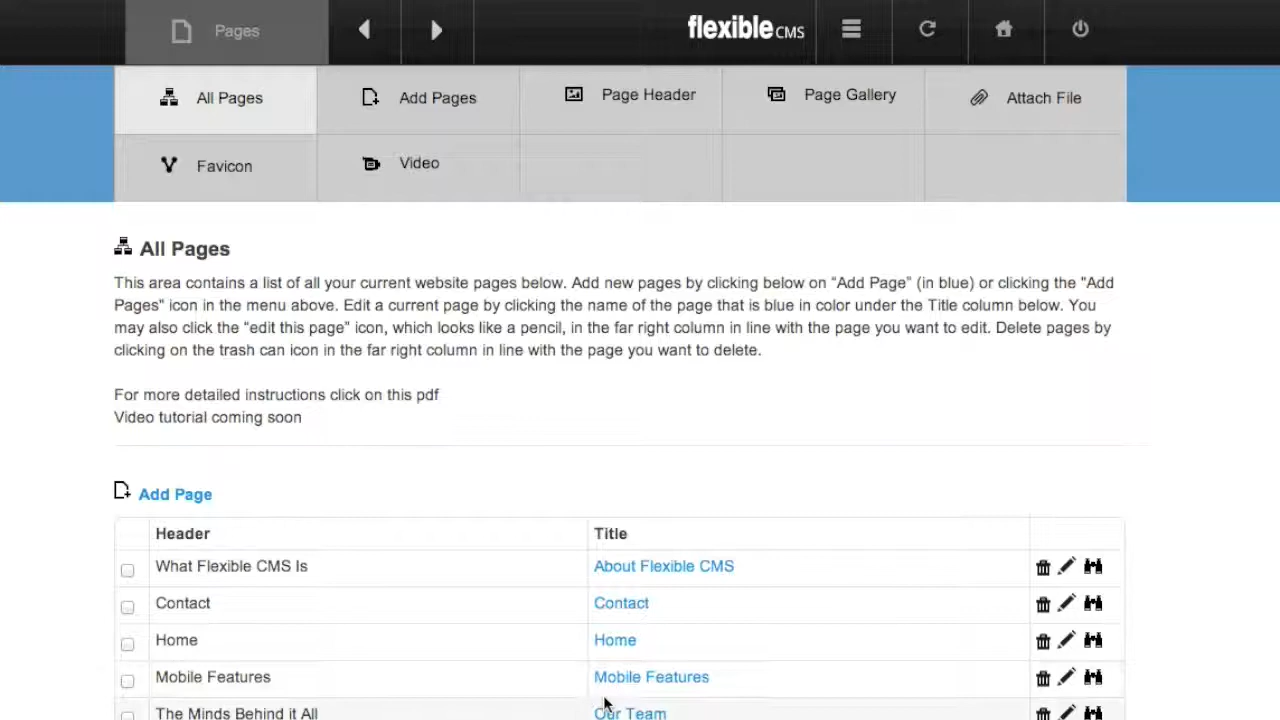 Pages
flexible CMS
All Pages
Add Pages
Page Header
Page Gallery
Attach File
Favicon
Video
All Pages
This area contains a list of all your current website pages below. Add new pages by clicking below on “Add Page” (in blue) or clicking the "Add
Pages” icon in the menu above. Edit a current page by clicking the name of the page that is blue in color under the Title column below. You
may also click the “edit this page” icon, which looks like a pencil, in the far right column in line with the page you want to edit. Delete pages by
clicking on the trash can icon in the far right column in line with the page you want to delete.
For more detailed instructions click on this pdf
Video tutorial coming soon
Add Page
Header Title
What Flexible CMS Is About Flexible CMS
Contact Contact
Home Home
Mobile Features Mobile Features
The Minds Behind it All Our Team